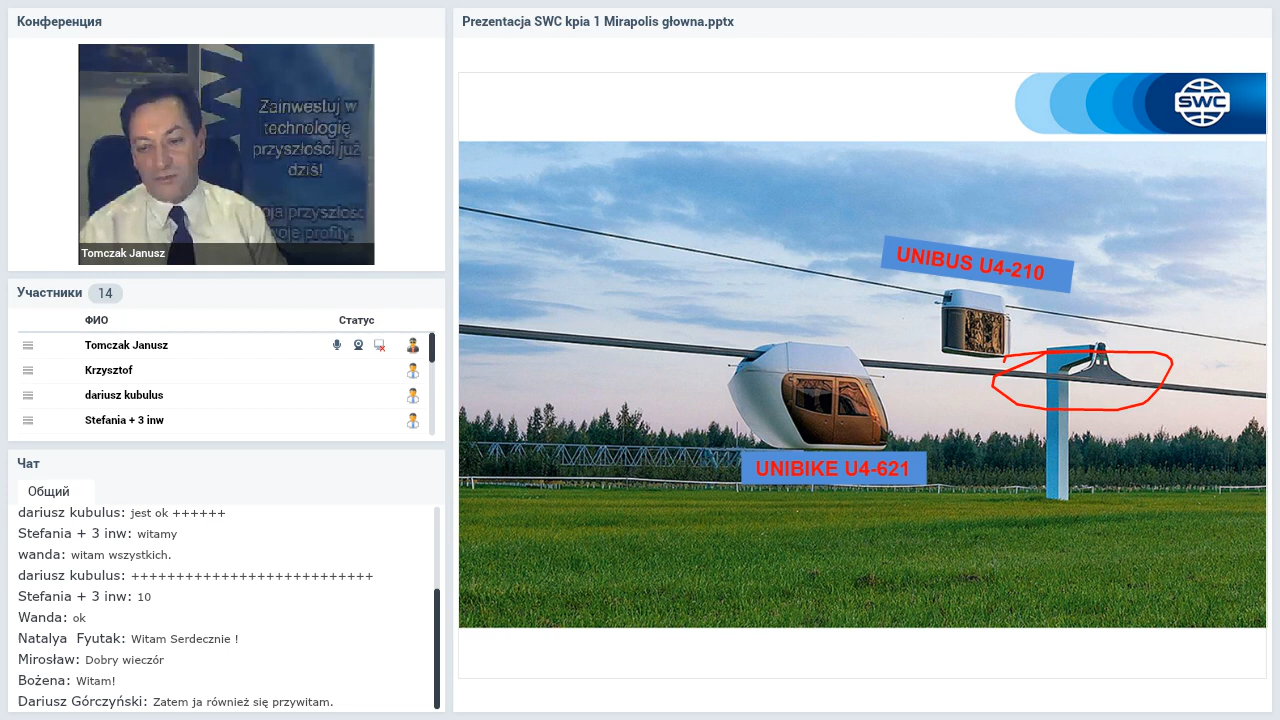 Конференция
Zainwestuj w
technologię
przyszłości już
dziś!
przyszłość
profity.
Tomczak Janusz
Участники 14
ФИО Статус
Tomczak Janusz
Krzysztof
dariusz kubulus
Stefania + 3 inw
Чат
Общий
dariusz kubulus: jest ok ++++++
Stefania + 3 inw: witamy
wanda: witam wszystkich.
dariusz kubulus: +++++++++++++++++++++++++++
Stefania + 3 inw: 10
Wanda: ok
Natalya Fyutak: Witam Serdecznie !
Mirosław: Dobry wieczór
Bożena: Witam!
Dariusz Górczyński: Zatem ja również się przywitam.
Prezentacja SWC kpia 1 Mirapolis głowna.pptx
SWC
UNIBUS U4-210
UNIBIKE U4-621